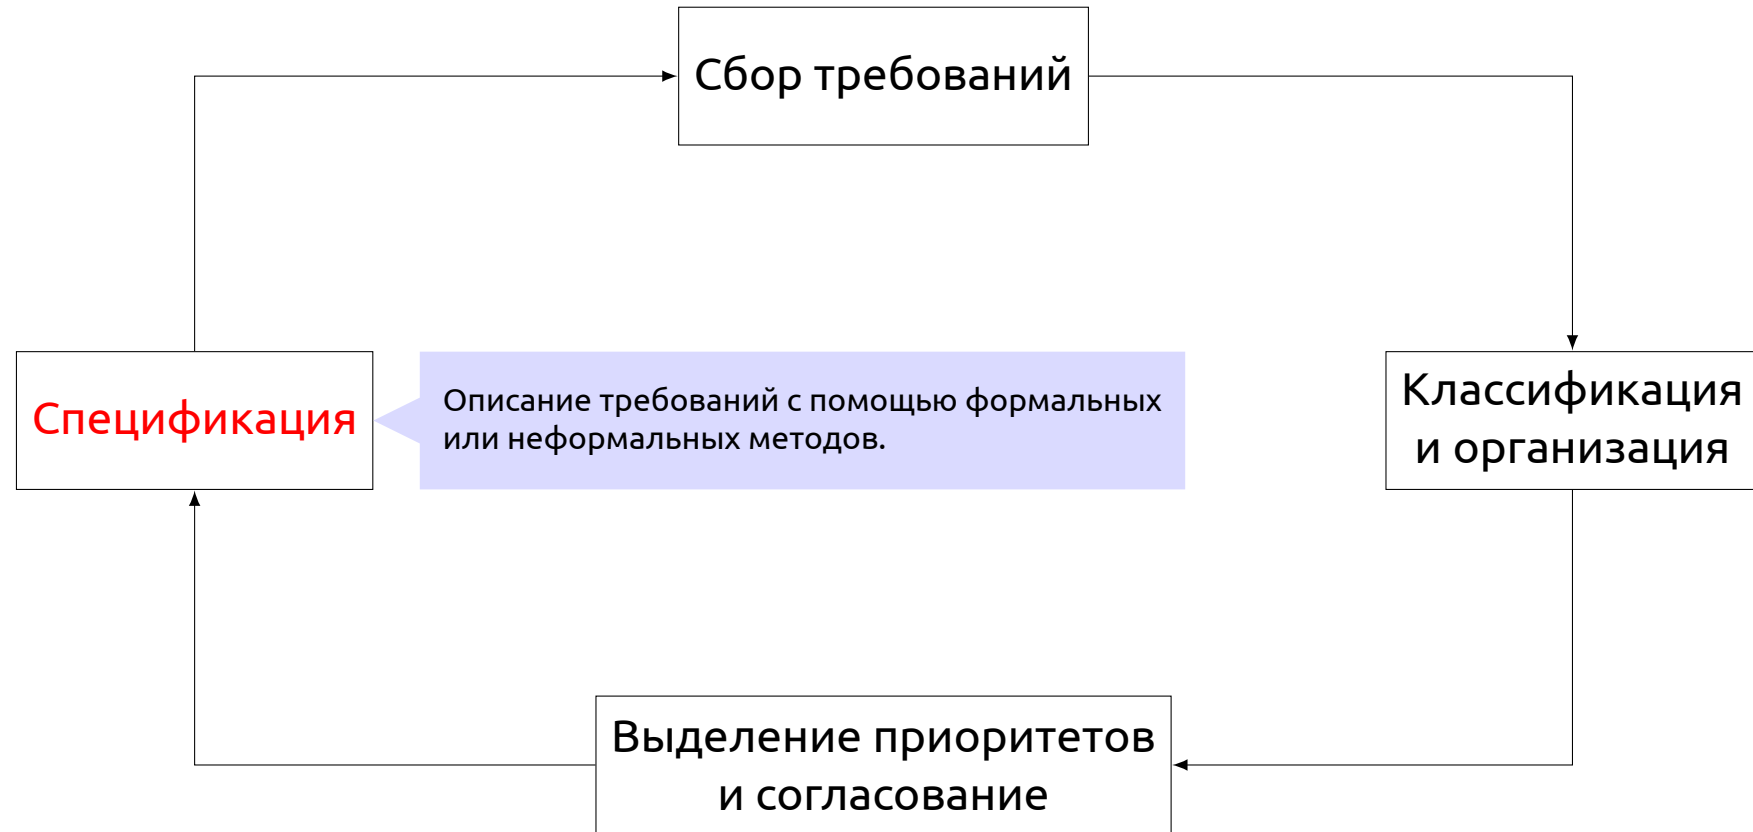 Сбор требований
Спецификация
Описание требований с помощью формальных
или неформальных методов.
Классификация
и организация
Выделение приоритетов
и согласование